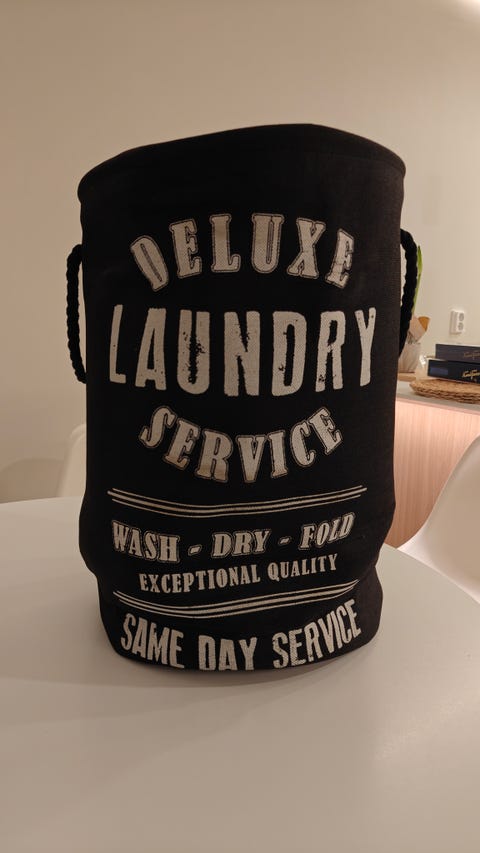 DELUXE
LAUNDRY
SERVICE
WASH - DRY - FOLD
EXCEPTIONAL QUALITY
SAME DAY SERVICE